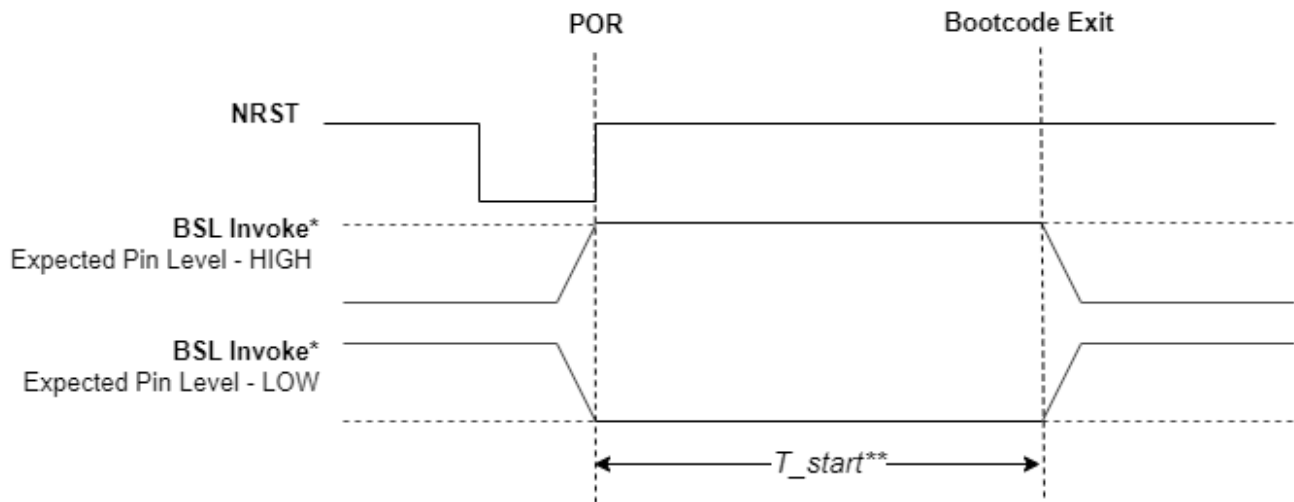 POR
Bootcode Exit
NRST
BSL Invoke*
Expected Pin Level - HIGH
BSL Invoke*
Expected Pin Level - LOW
T_start**